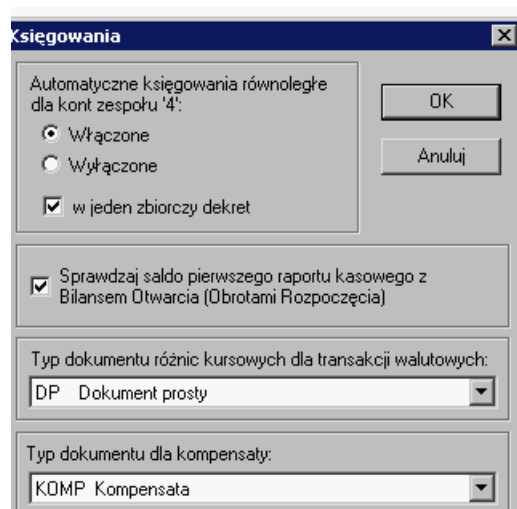 Księgowania
Automatyczne księgowania równoległe
dla kont zespołu '4':
Włączone
Wyłączone
w jeden zbiorczy dekret
OK
Anuluj
Sprawdzaj saldo pierwszego raportu kasowego z
Bilansem Otwarcia (Obrotami Rozpoczęcia)
Typ dokumentu różnic kursowych dla transakcji walutowych:
DP Dokument prosty
Typ dokumentu dla kompensaty:
KOMP Kompensata